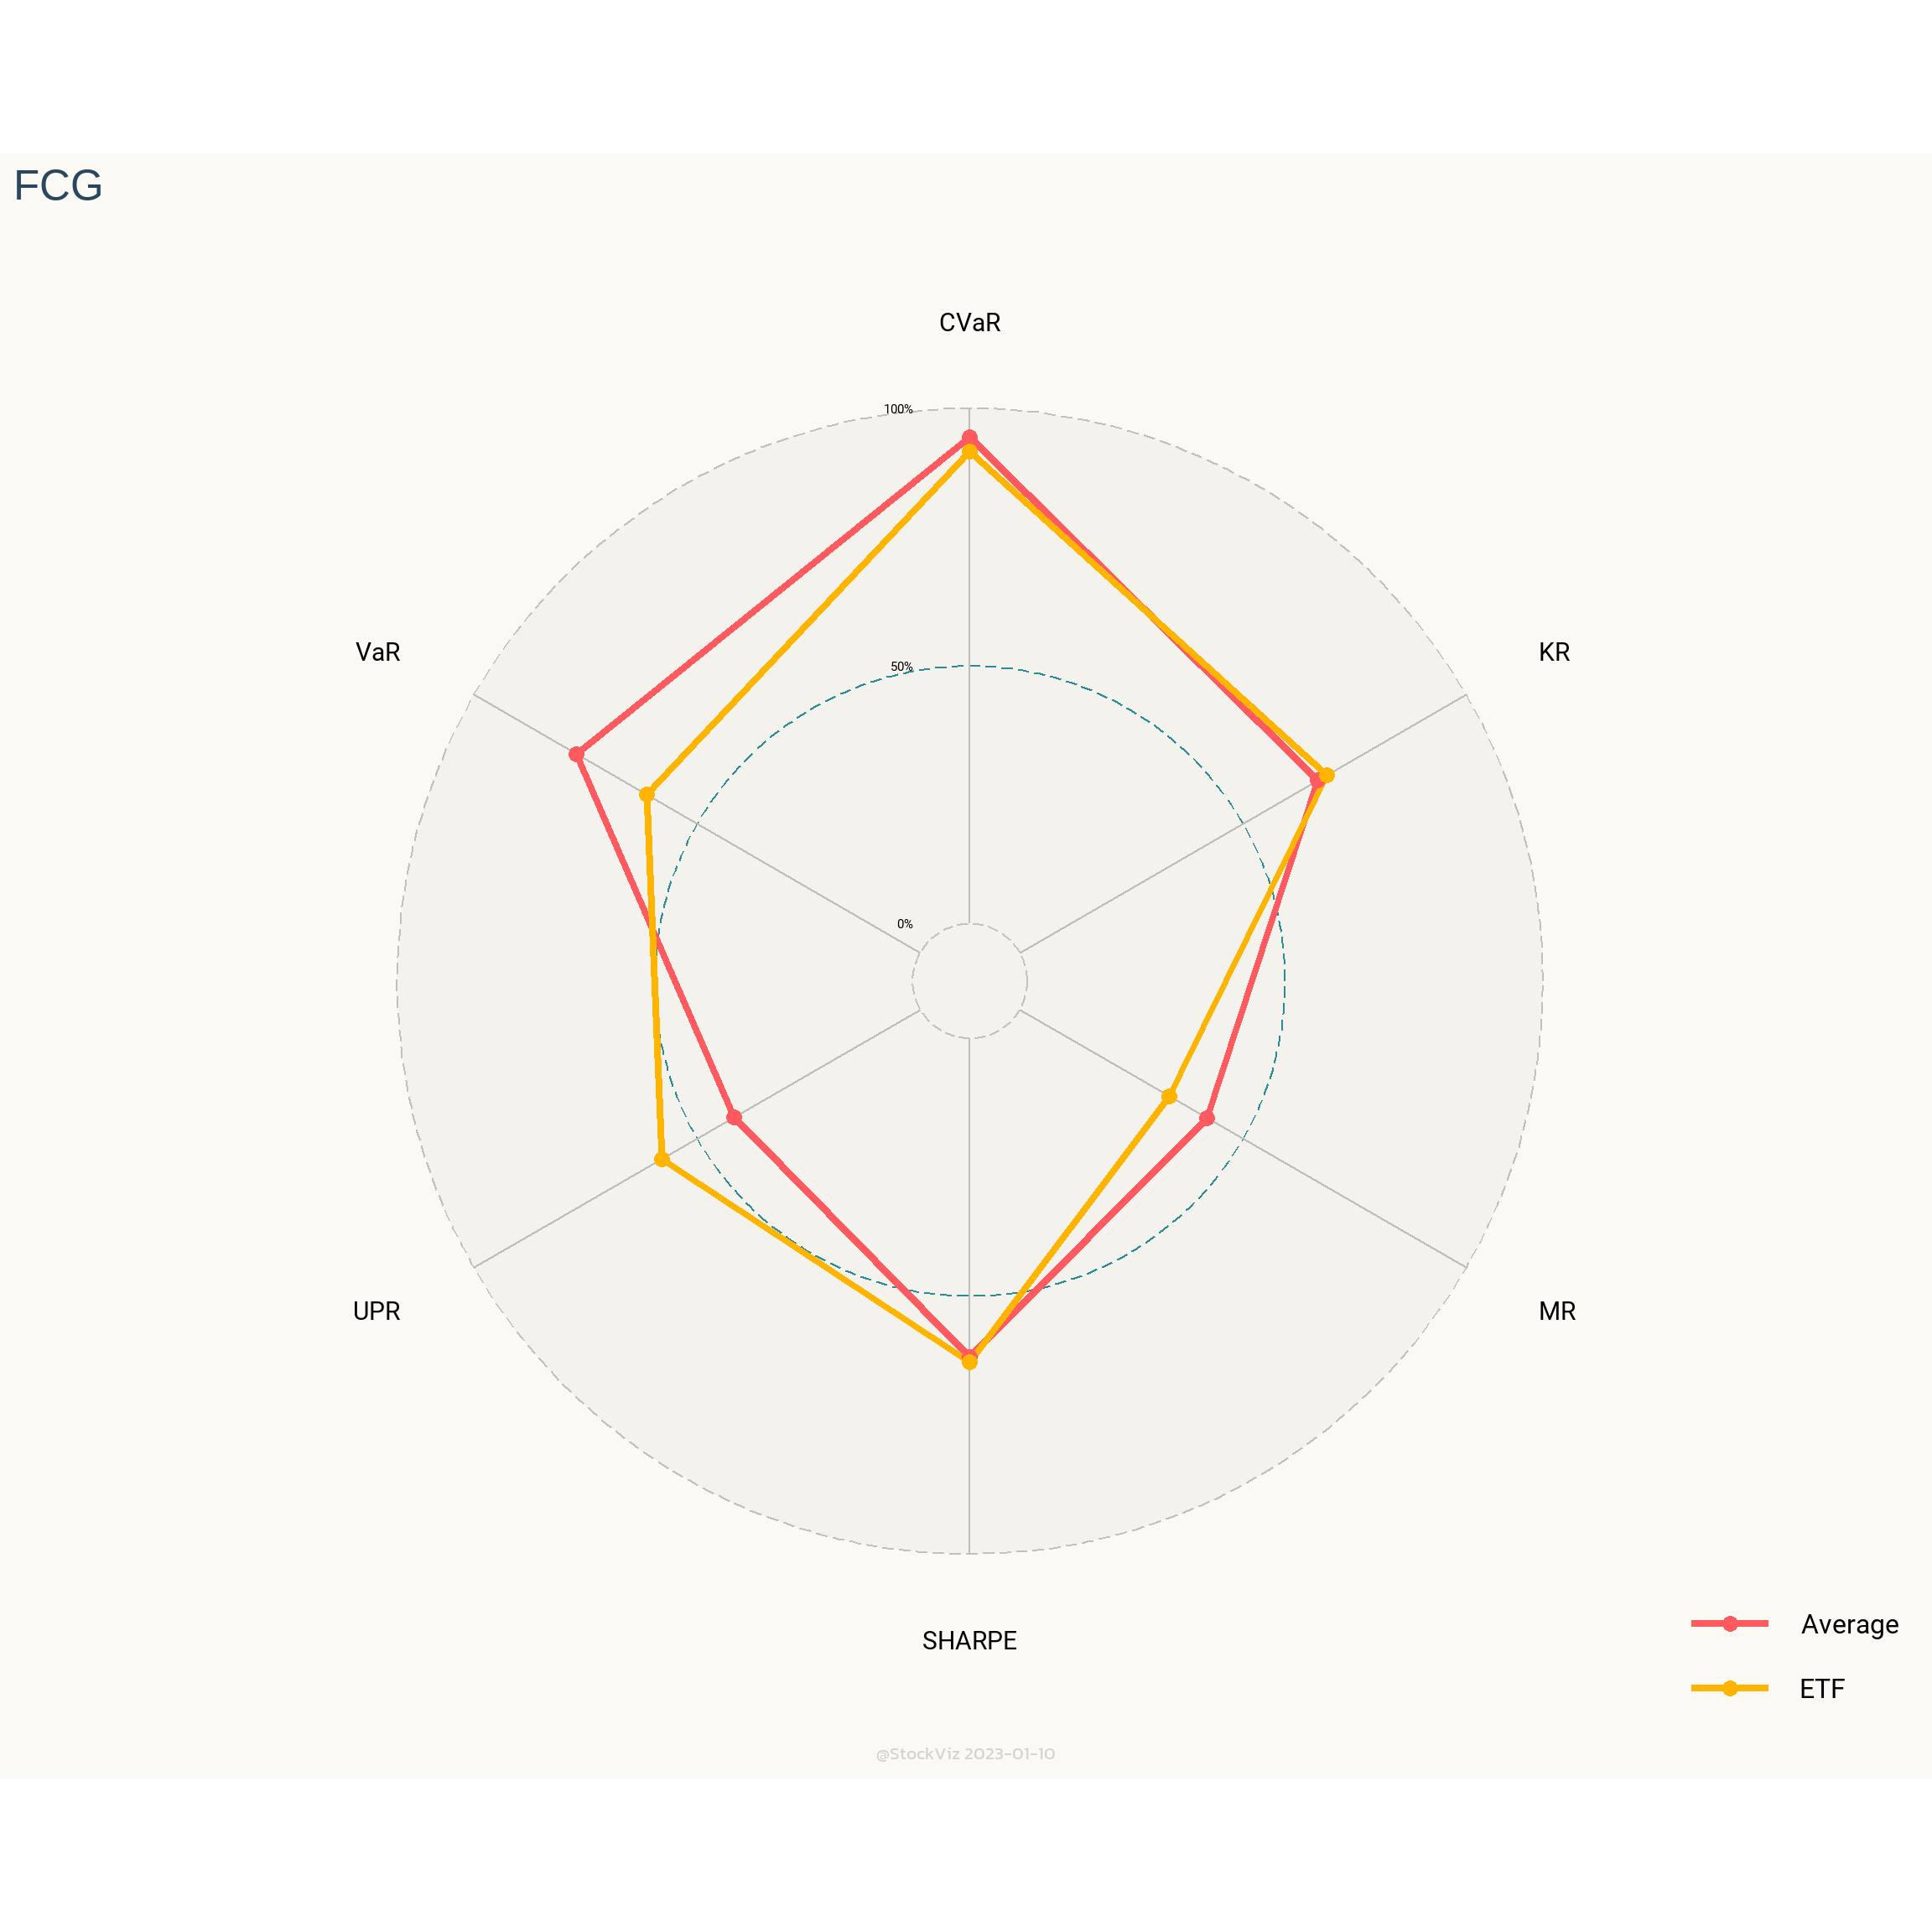 FCG
CVaR
100%
VaR
KR
50%
0%
UPR
MR
SHARPE
Average
ETF
@StockViz 2023-01-10